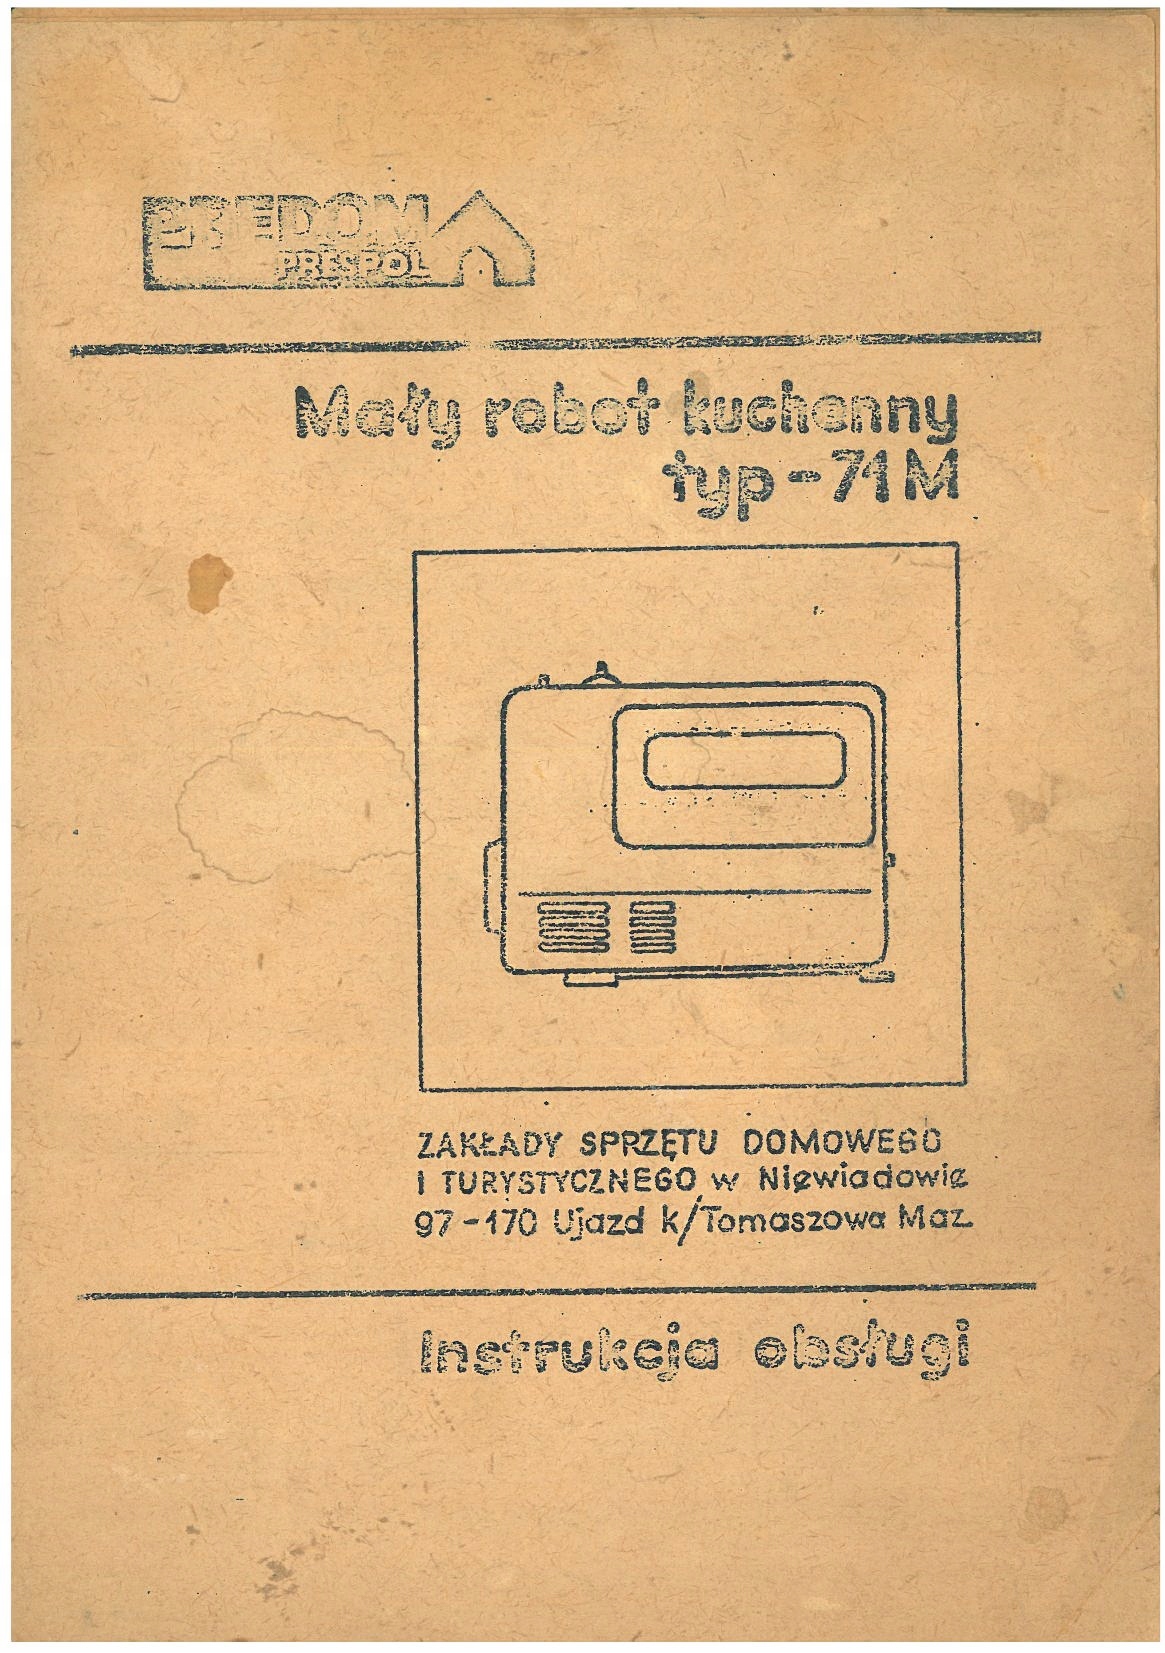 PREDOM
PRESPOL
Mały robot kuchenny
typ-71M
ZAKŁADY SPRZĘTU DOMOWEGO
I TURYSTYCZNEGO w Niewiadowie
97-170 Ujazd k/Tomaszowa Maz.
Instrukcja obsługi